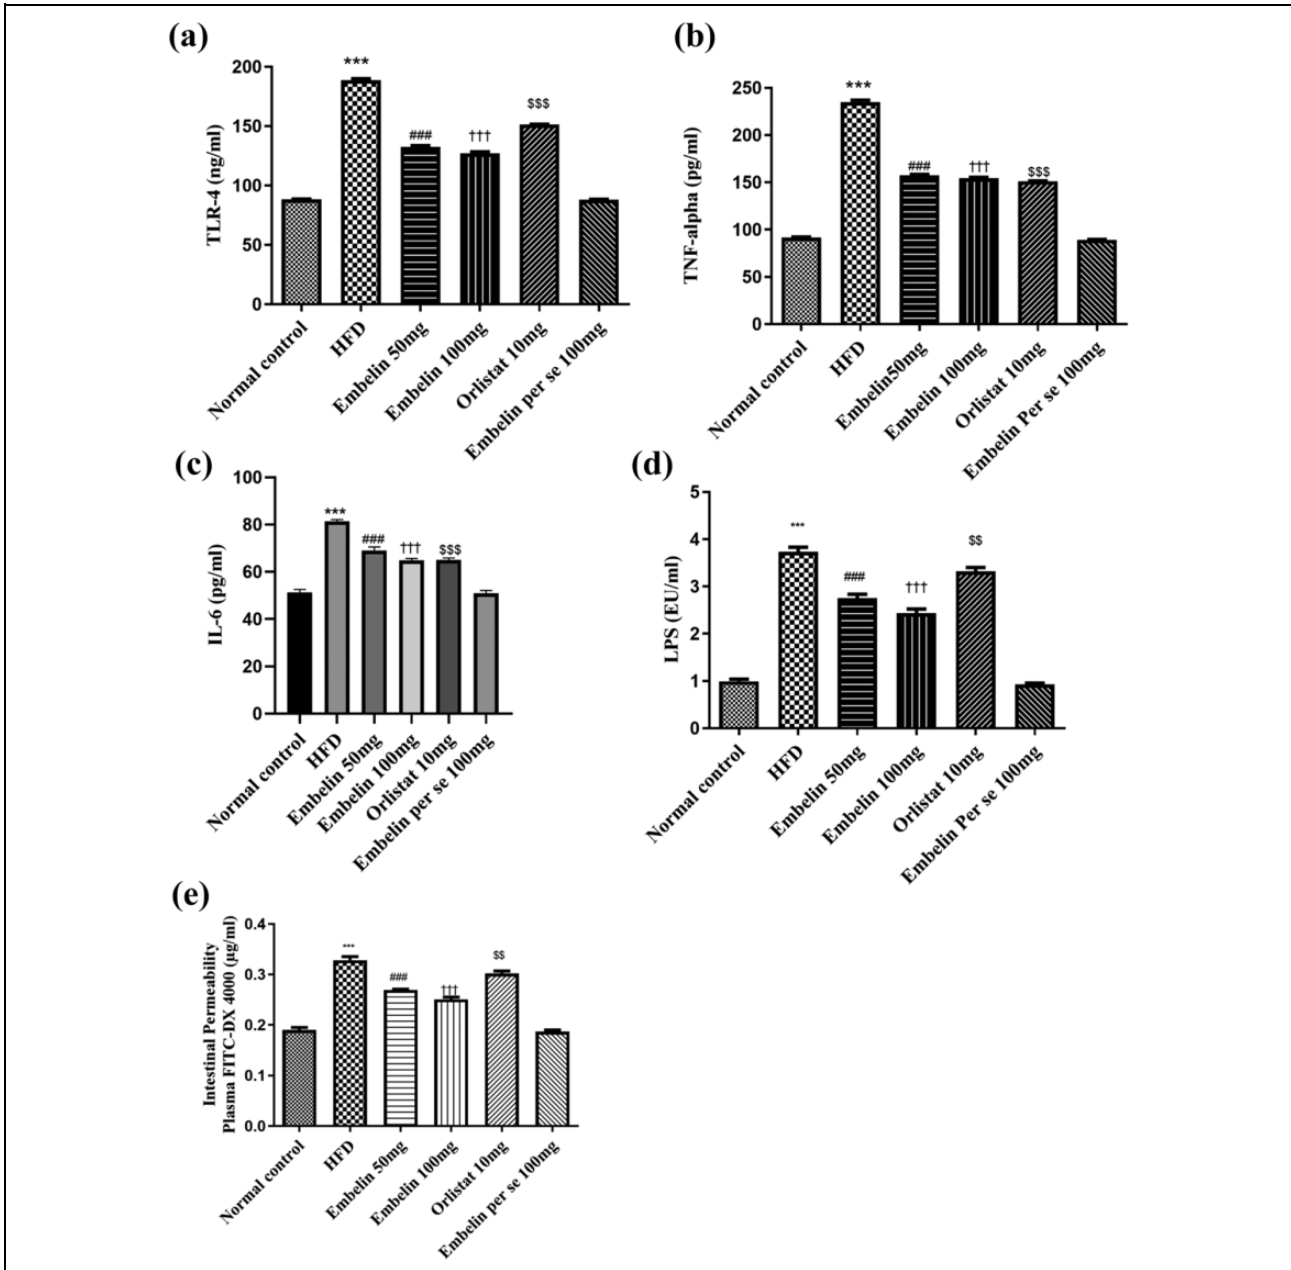 (a)
TLR-4 (ng/ml)
200
150
100
50
0
***
###
†††
$$$
Normal control
HFD
Embelin 50mg
Embelin 100mg
Orlistat 10mg
Embelin per se 100mg
(b)
TNF-alpha (pg/ml)
250
200
150
100
50
0
***
###
†††
$$$
Normal control
HFD
Embelin50mg
Embelin 100mg
Orlistat 10mg
Embelin Per se 100mg
(c)
IL-6 (pg/ml)
100
80
60
40
20
0
***
###
†††
$$$
Normal control
HFD
Embelin 50mg
Embelin 100mg
Orlistat 10mg
Embelin per se 100mg
(d)
LPS (EU/ml)
5
4
3
2
1
0
***
###
†††
$$
Normal control
HFD
Embelin 50mg
Embelin 100mg
Orlistat 10mg
Embelin Per se 100mg
(e)
Intestinal Permeability
Plasma FITC-DX 4000 (μg/ml)
0.4
0.3
0.2
0.1
0.0
***
###
†††
$$
Normal control
HFD
Embelin 50mg
Embelin 100mg
Orlistat 10mg
Embelin per se 100mg